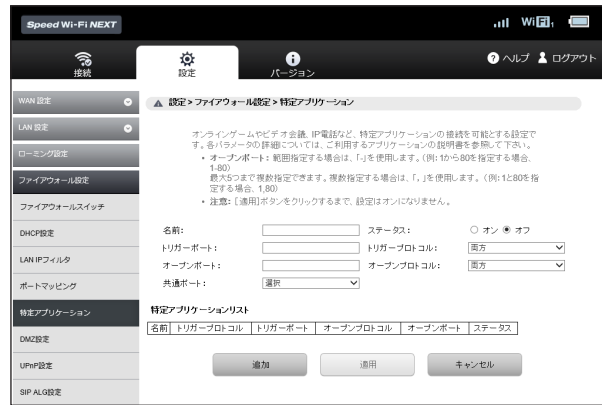 Speed Wi-Fi NEXT
WiFi
接続
設定
バージョン
ヘルプ
ログアウト
WAN 設定
LAN 設定
ローミング設定
ファイアウォール設定
ファイアウォールスイッチ
DHCP設定
LAN IPフィルタ
ポートマッピング
特定アプリケーション
DMZ設定
UPnP設定
SIP ALG設定
設定 > ファイアウォール設定 > 特定アプリケーション
オンラインゲームやビデオ会議、IP電話など、特定アプリケーションの接続を可能とする設定で
す。各パラメータの詳細については、ご利用するアプリケーションの説明書を参照して下さい。
• オープンポート: 範囲指定する場合は、「-」を使用します。(例:1から80を指定する場合、
1-80)
最大5つまで複数指定できます。複数指定する場合は、「,」を使用します。(例:1と80を指
定する場合、1,80)
• 注意: [適用]ボタンをクリックするまで、設定はオンになりません。
名前: ステータス: オン オフ
トリガーポート: トリガープロトコル: 両方
オープンポート: オープンプロトコル: 両方
共通ポート: 選択
特定アプリケーションリスト
名前 トリガープロトコル トリガーポート オープンプロトコル オープンポート ステータス
追加 適用 キャンセル